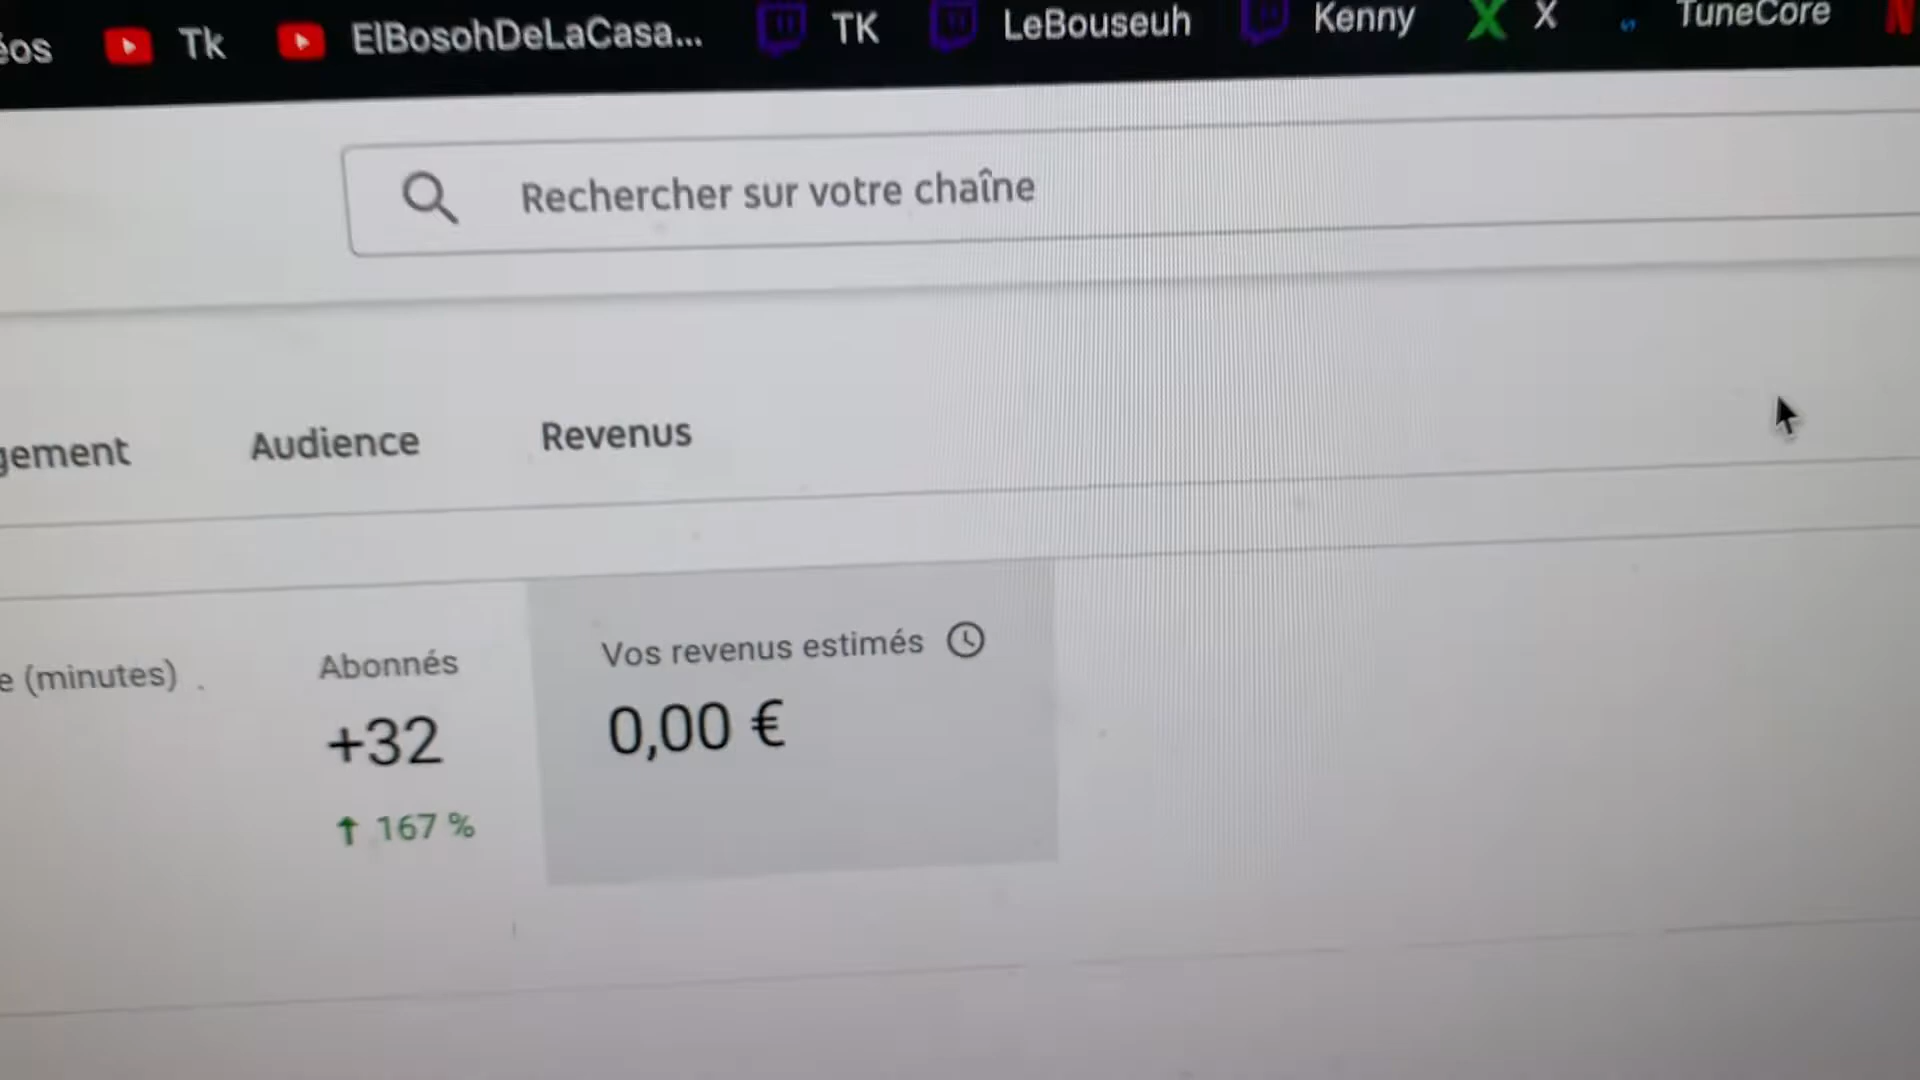 éos Tk ElBosohDeLaCasa... TK LeBouseuh Kenny X TuneCore
Rechercher sur votre chaîne
gement Audience Revenus
e (minutes) Abonnés Vos revenus estimés
+32 0,00 €
↑ 167 %